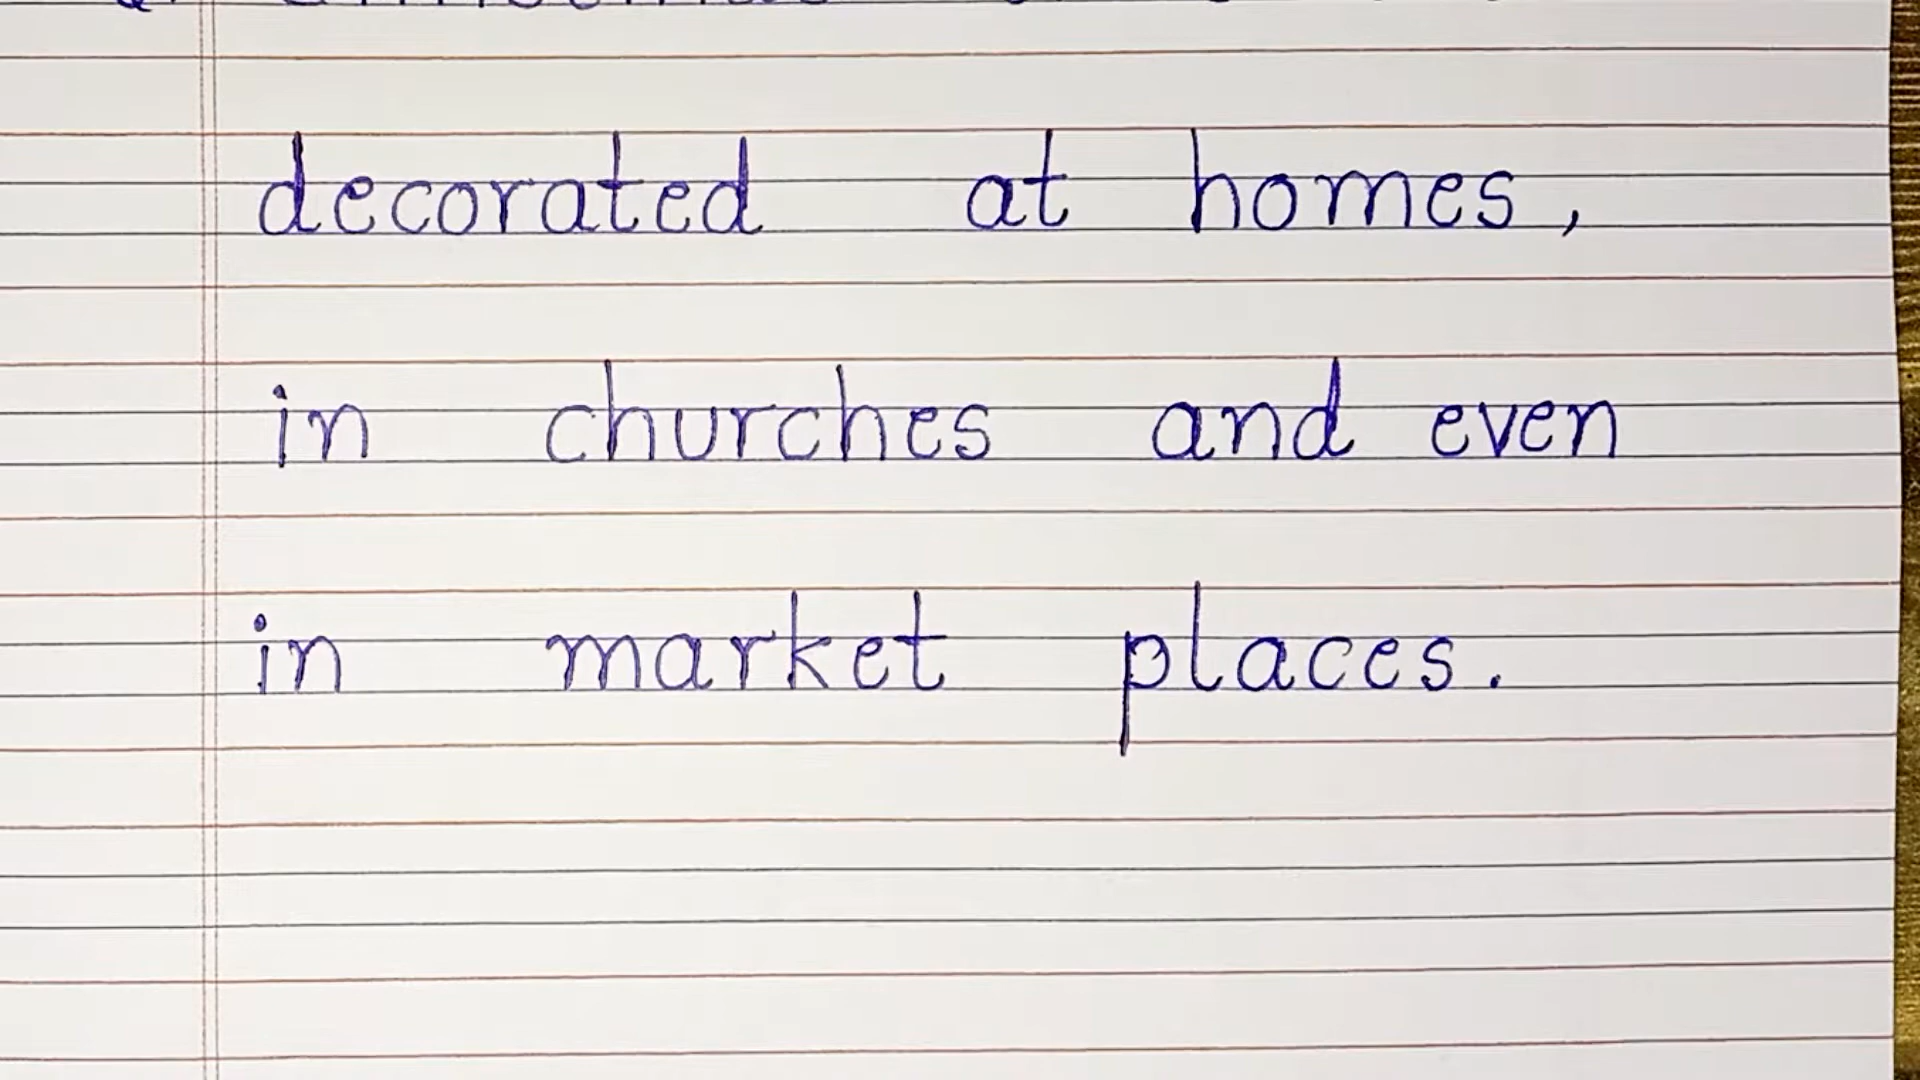 decorated at homes,
in churches and even
in market places.